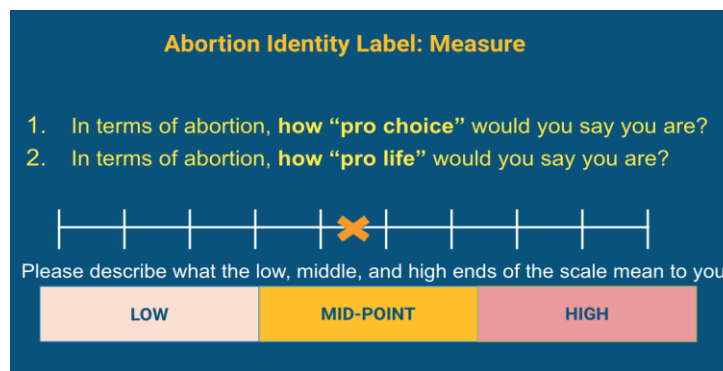 Abortion Identity Label: Measure
1. In terms of abortion, how “pro choice” would you say you are?
2. In terms of abortion, how “pro life” would you say you are?
Please describe what the low, middle, and high ends of the scale mean to you
LOW MID-POINT HIGH